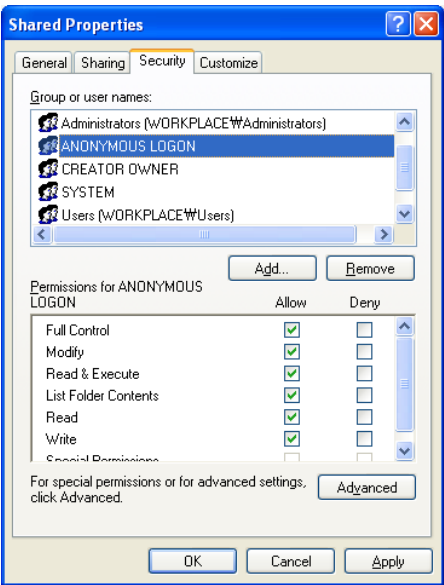 Shared Properties
General Sharing Security Customize
Group or user names:
Administrators (WORKPLACE₩Administrators)
ANONYMOUS LOGON
CREATOR OWNER
SYSTEM
Users (WORKPLACE₩Users)
Add... Remove
Permissions for ANONYMOUS
LOGON Allow Deny
Full Control
Modify
Read & Execute
List Folder Contents
Read
Write
Special Permissions
For special permissions or for advanced settings,
click Advanced. Advanced
OK Cancel Apply